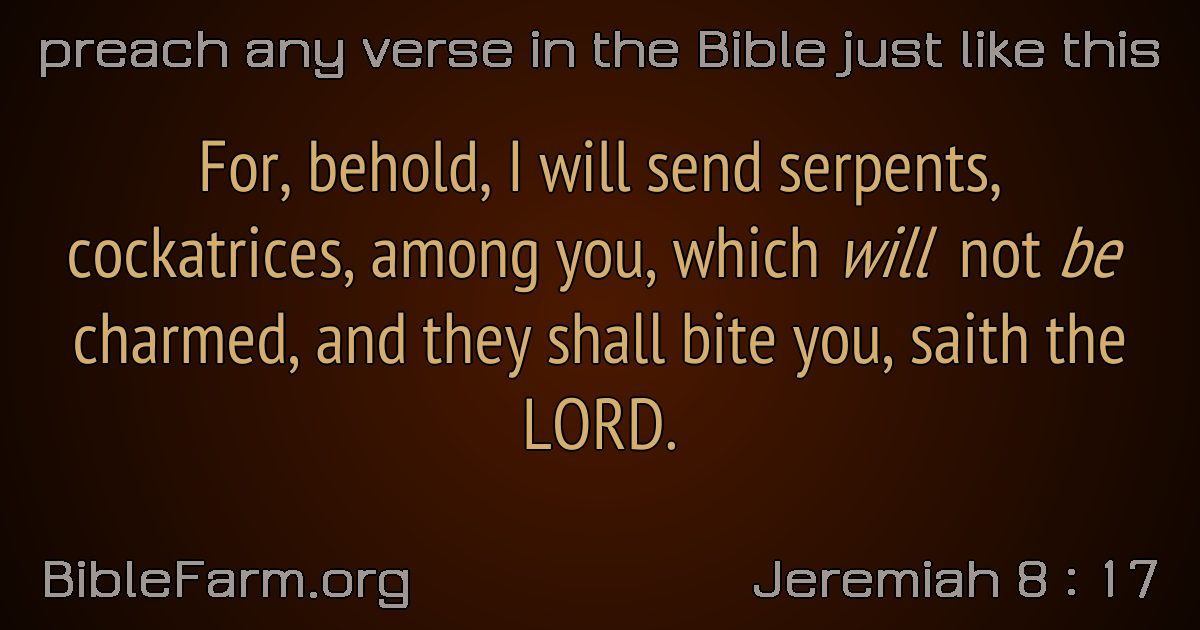 preach any verse in the Bible just like this
For, behold, I will send serpents,
cockatrices, among you, which will not be
charmed, and they shall bite you, saith the
LORD.
BibleFarm.org
Jeremiah 8 : 17